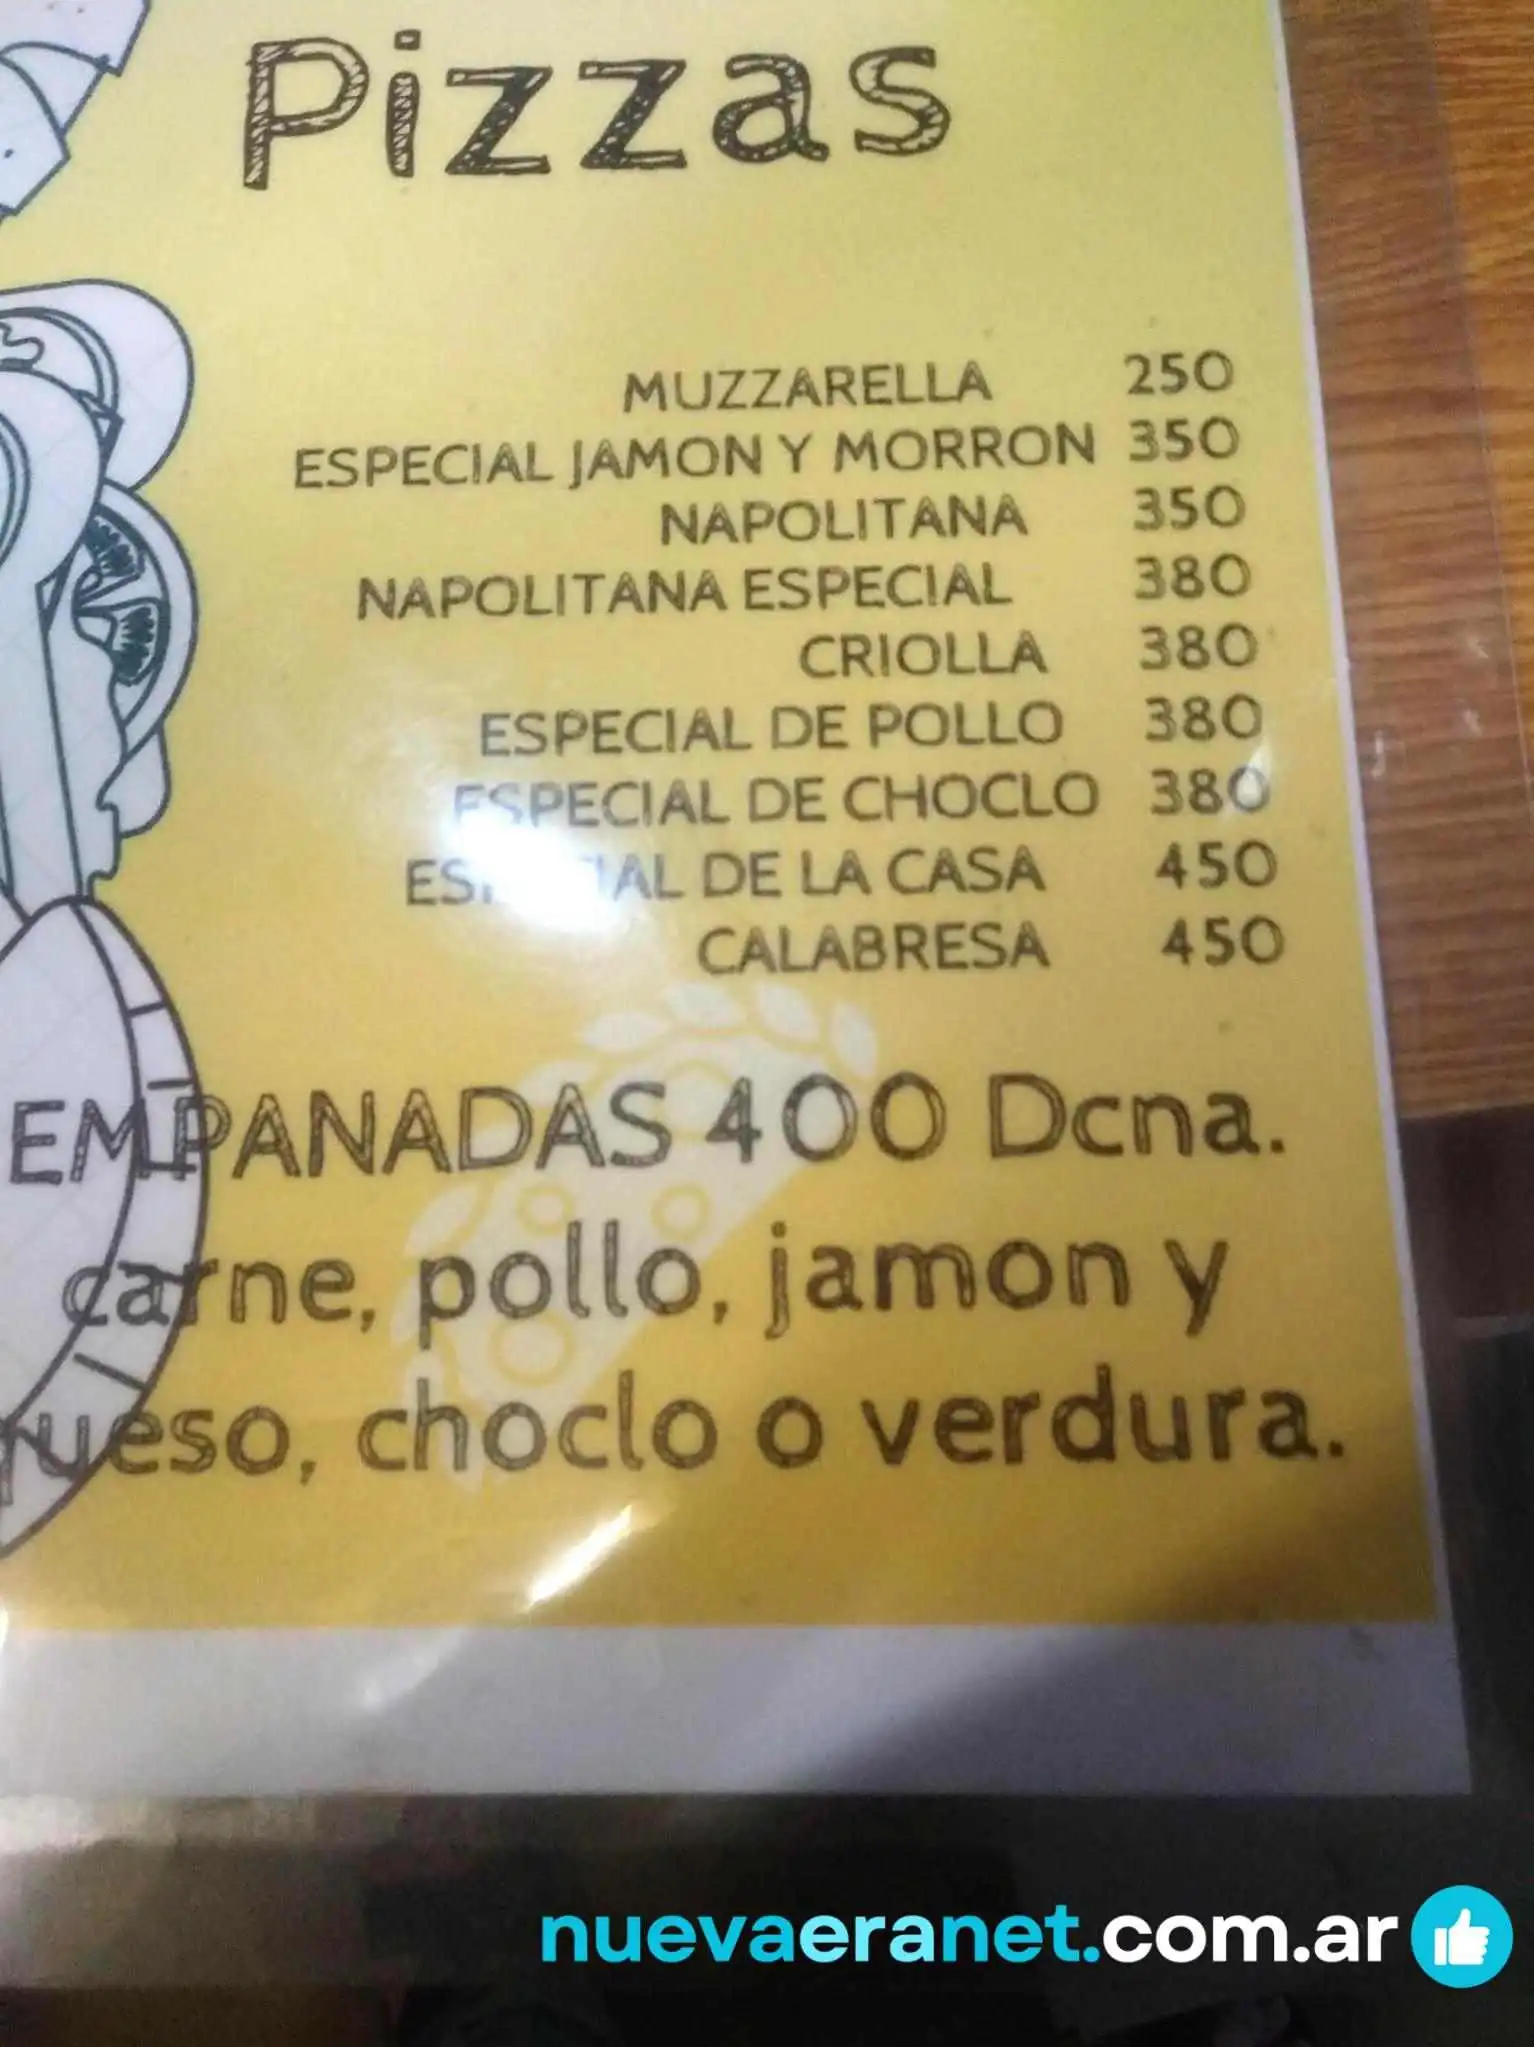 Pizzas
MUZZARELLA 250
ESPECIAL JAMON Y MORRON 350
NAPOLITANA 350
NAPOLITANA ESPECIAL 380
CRIOLLA 380
ESPECIAL DE POLLO 380
ESPECIAL DE CHOCLO 380
ESPECIAL DE LA CASA 450
CALABRESA 450
EMPANADAS 400 Dcna.
carne, pollo, jamon y
queso, choclo o verdura.
nuevaeranet.com.ar